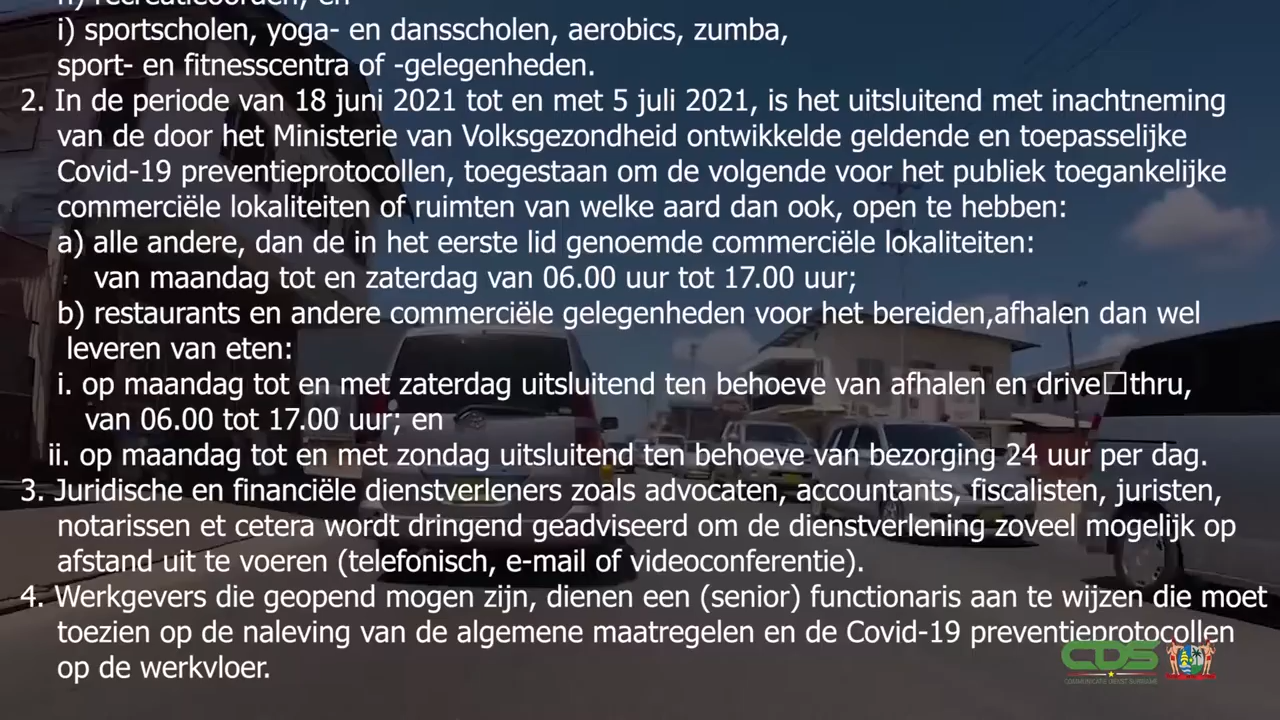 h) recreatieoorden, en
i) sportscholen, yoga- en dansscholen, aerobics, zumba,
sport- en fitnesscentra of -gelegenheden.
2. In de periode van 18 juni 2021 tot en met 5 juli 2021, is het uitsluitend met inachtneming
van de door het Ministerie van Volksgezondheid ontwikkelde geldende en toepasselijke
Covid-19 preventieprotocollen, toegestaan om de volgende voor het publiek toegankelijke
commerciële lokaliteiten of ruimten van welke aard dan ook, open te hebben:
a) alle andere, dan de in het eerste lid genoemde commerciële lokaliteiten:
van maandag tot en zaterdag van 06.00 uur tot 17.00 uur;
b) restaurants en andere commerciële gelegenheden voor het bereiden,afhalen dan wel
leveren van eten:
i. op maandag tot en met zaterdag uitsluitend ten behoeve van afhalen en drive□thru,
van 06.00 tot 17.00 uur; en
ii. op maandag tot en met zondag uitsluitend ten behoeve van bezorging 24 uur per dag.
3. Juridische en financiële dienstverleners zoals advocaten, accountants, fiscalisten, juristen,
notarissen et cetera wordt dringend geadviseerd om de dienstverlening zoveel mogelijk op
afstand uit te voeren (telefonisch, e-mail of videoconferentie).
4. Werkgevers die geopend mogen zijn, dienen een (senior) functionaris aan te wijzen die moet
toezien op de naleving van de algemene maatregelen en de Covid-19 preventieprotocollen
op de werkvloer.
CDS
COMMUNICATIE DIENST SURINAME